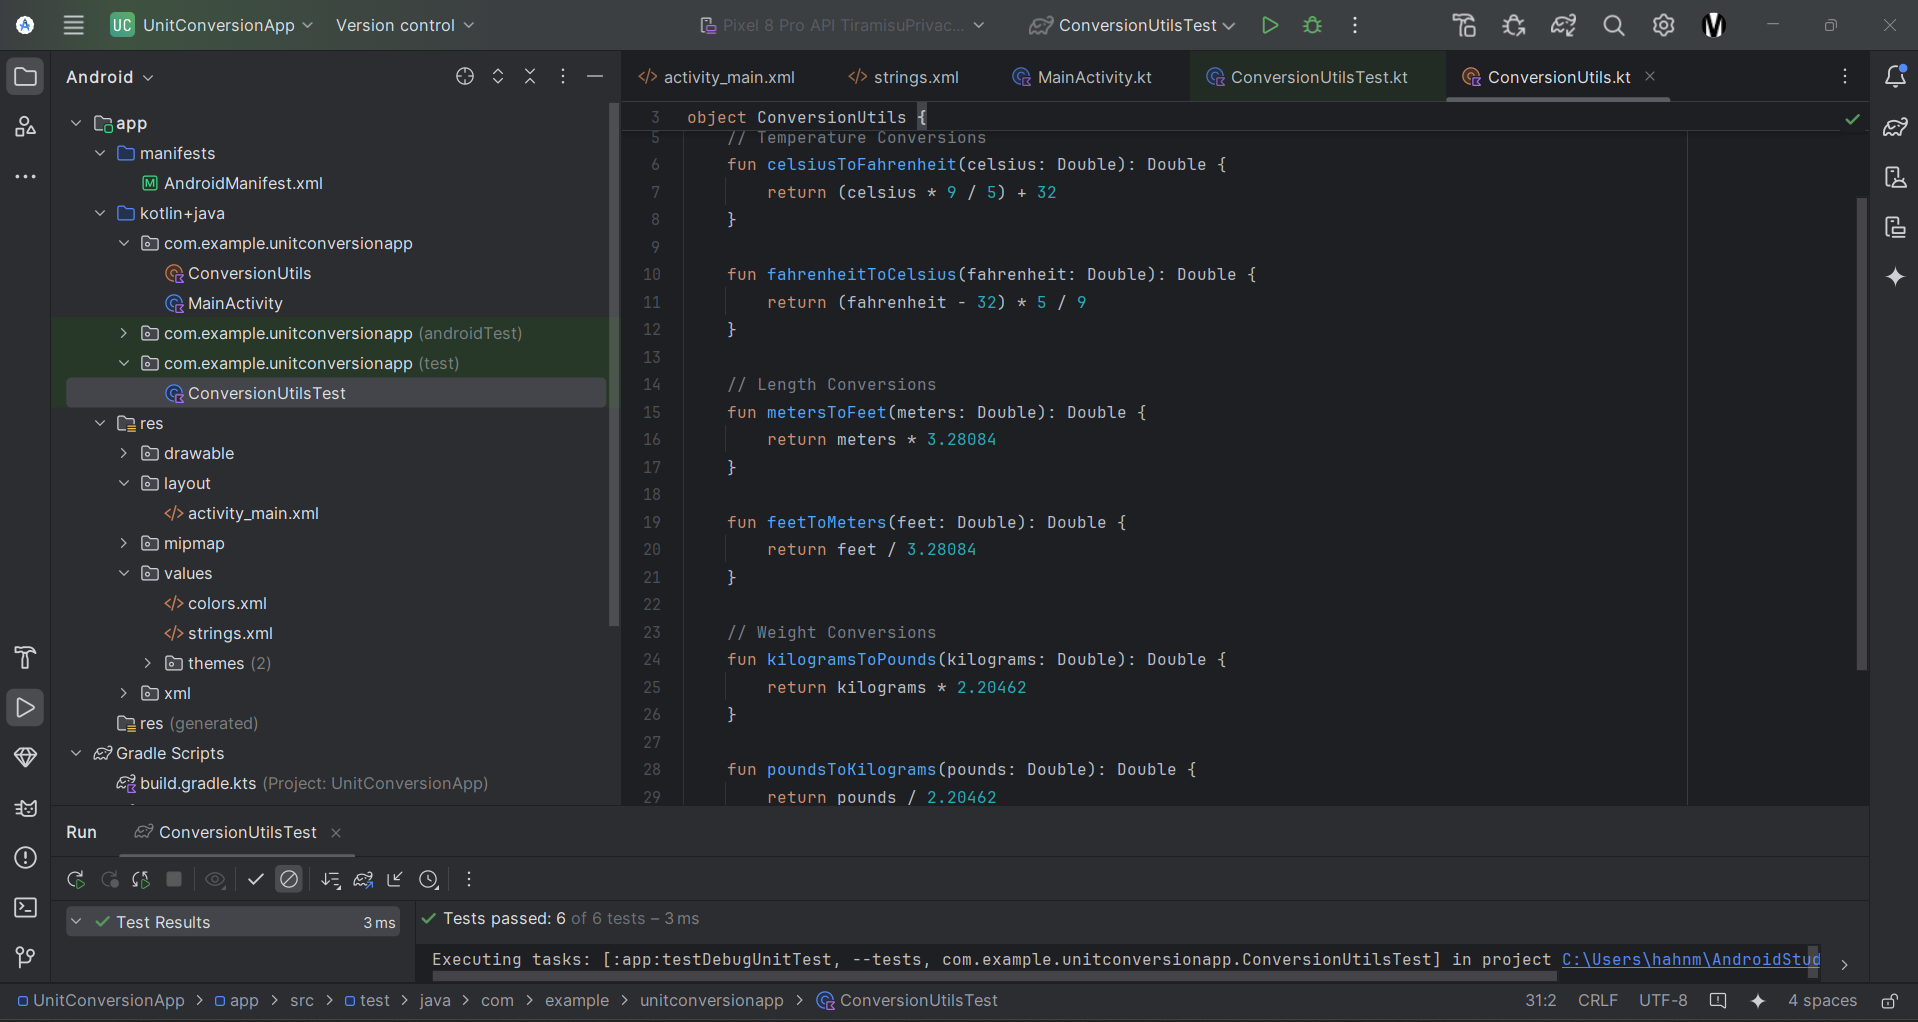 UC UnitConversionApp Version control Pixel 8 Pro API TiramisuPrivac... ConversionUtilsTest
Android
app
manifests
AndroidManifest.xml
kotlin+java
com.example.unitconversionapp
ConversionUtils
MainActivity
com.example.unitconversionapp (androidTest)
com.example.unitconversionapp (test)
ConversionUtilsTest
res
drawable
layout
activity_main.xml
mipmap
values
colors.xml
strings.xml
themes (2)
xml
res (generated)
Gradle Scripts
build.gradle.kts (Project: UnitConversionApp)
activity_main.xml strings.xml MainActivity.kt ConversionUtilsTest.kt ConversionUtils.kt
3 object ConversionUtils {
5 // Temperature Conversions
6 fun celsiusToFahrenheit(celsius: Double): Double {
7 return (celsius * 9 / 5) + 32
8 }
9
10 fun fahrenheitToCelsius(fahrenheit: Double): Double {
11 return (fahrenheit - 32) * 5 / 9
12 }
13
14 // Length Conversions
15 fun metersToFeet(meters: Double): Double {
16 return meters * 3.28084
17 }
18
19 fun feetToMeters(feet: Double): Double {
20 return feet / 3.28084
21 }
22
23 // Weight Conversions
24 fun kilogramsToPounds(kilograms: Double): Double {
25 return kilograms * 2.20462
26 }
27
28 fun poundsToKilograms(pounds: Double): Double {
29 return pounds / 2.20462
Run ConversionUtilsTest
Test Results 3 ms
Tests passed: 6 of 6 tests – 3 ms
Executing tasks: [:app:testDebugUnitTest, --tests, com.example.unitconversionapp.ConversionUtilsTest] in project C:\Users\hahnm\AndroidStud
UnitConversionApp > app > src > test > java > com > example > unitconversionapp > ConversionUtilsTest 31:2 CRLF UTF-8 4 spaces